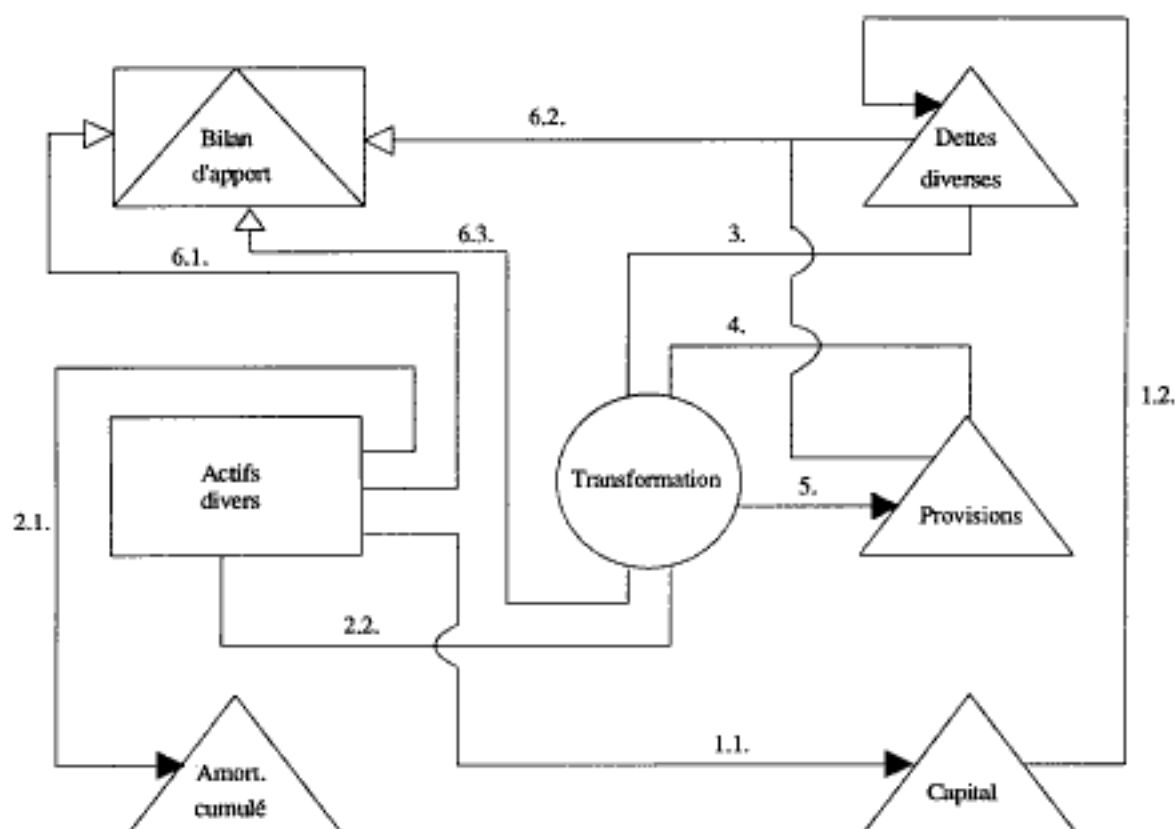 6.2.
Bilan
d'apport
Dettes
diverses
6.1.
6.3.
3.
4.
1.2.
Actifs
divers
Transformation
5.
Provisions
2.1.
2.2.
1.1.
Amort.
cumulé
Capital